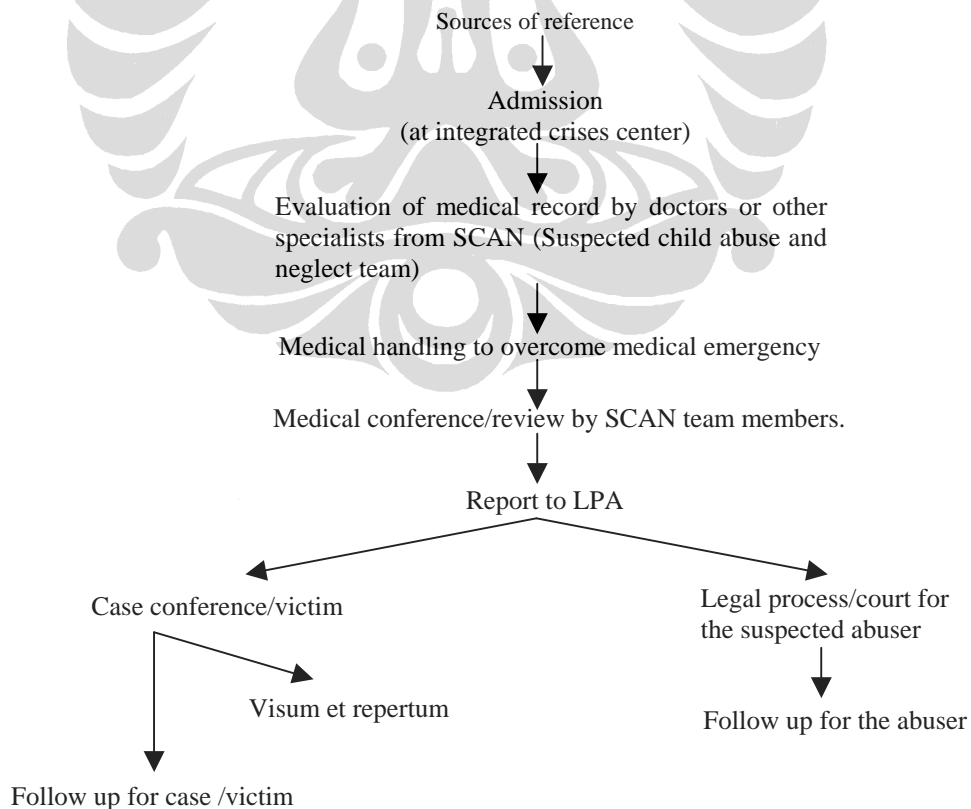 Sources of reference
Admission
(at integrated crises center)
Evaluation of medical record by doctors or other
specialists from SCAN (Suspected child abuse and
neglect team)
Medical handling to overcome medical emergency
Medical conference/review by SCAN team members.
Report to LPA
Case conference/victim
Legal process/court for
the suspected abuser
Visum et repertum
Follow up for the abuser
Follow up for case /victim